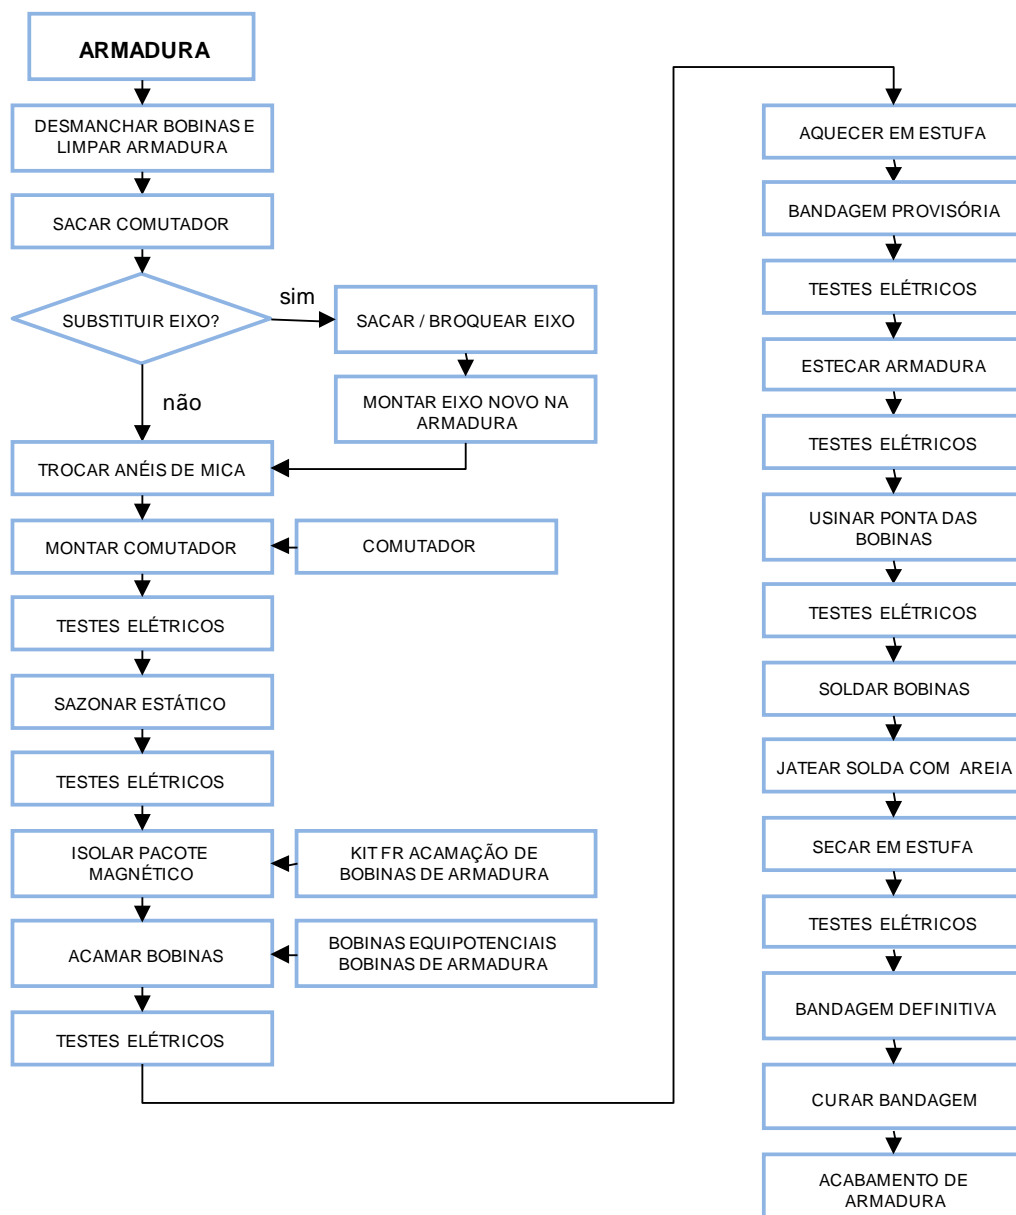 ARMADURA
DESMANCHAR BOBINAS E
LIMPAR ARMADURA
SACAR COMUTADOR
SUBSTITUIR EIXO?
sim
SACAR / BROQUEAR EIXO
MONTAR EIXO NOVO NA
ARMADURA
não
TROCAR ANÉIS DE MICA
MONTAR COMUTADOR
COMUTADOR
TESTES ELÉTRICOS
SAZONAR ESTÁTICO
TESTES ELÉTRICOS
ISOLAR PACOTE
MAGNÉTICO
KIT FR ACAMAÇÃO DE
BOBINAS DE ARMADURA
ACAMAR BOBINAS
BOBINAS EQUIPOTENCIAIS
BOBINAS DE ARMADURA
TESTES ELÉTRICOS
AQUECER EM ESTUFA
BANDAGEM PROVISÓRIA
TESTES ELÉTRICOS
ESTECAR ARMADURA
TESTES ELÉTRICOS
USINAR PONTA DAS
BOBINAS
TESTES ELÉTRICOS
SOLDAR BOBINAS
JATEAR SOLDA COM AREIA
SECAR EM ESTUFA
TESTES ELÉTRICOS
BANDAGEM DEFINITIVA
CURAR BANDAGEM
ACABAMENTO DE
ARMADURA